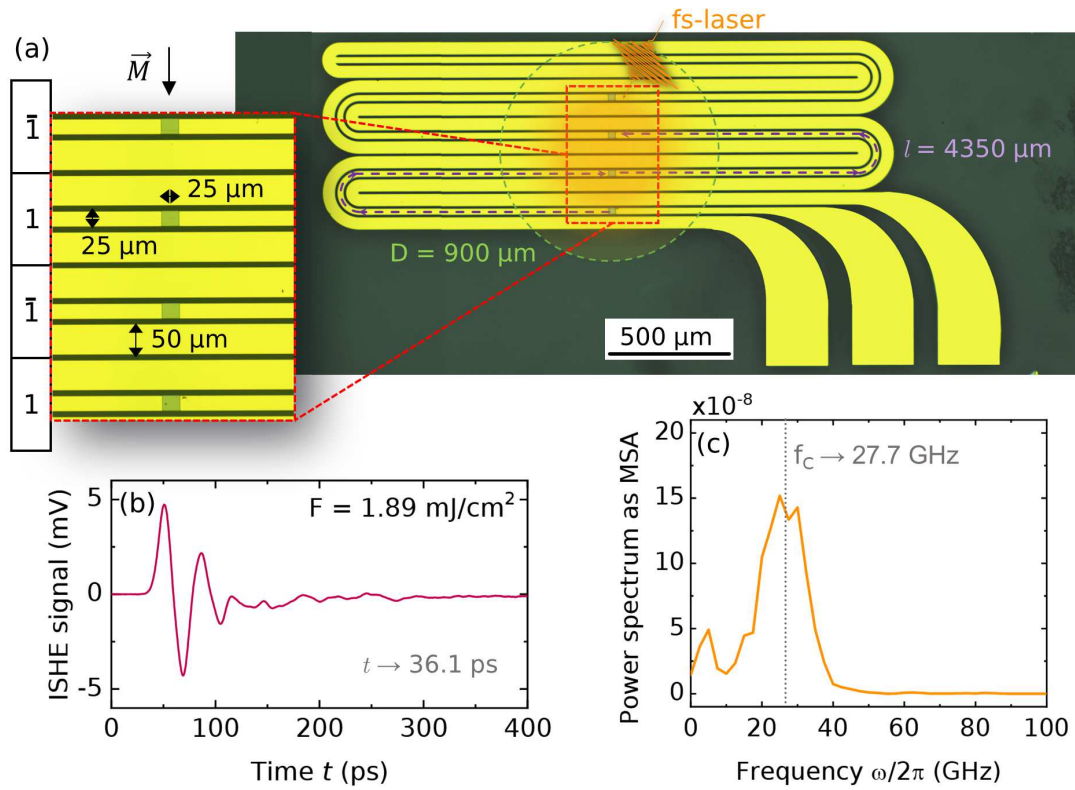 (a)
M
fs-laser
1̄
1
1̄
1
25 μm
25 μm
50 μm
l = 4350 μm
D = 900 μm
500 μm
(b)
F = 1.89 mJ/cm²
t → 36.1 ps
ISHE signal (mV)
5
0
-5
0 100 200 300 400
Time t (ps)
x10-8
(c)
f_C → 27.7 GHz
Power spectrum as MSA
20
15
10
5
0
0 20 40 60 80 100
Frequency ω/2π (GHz)